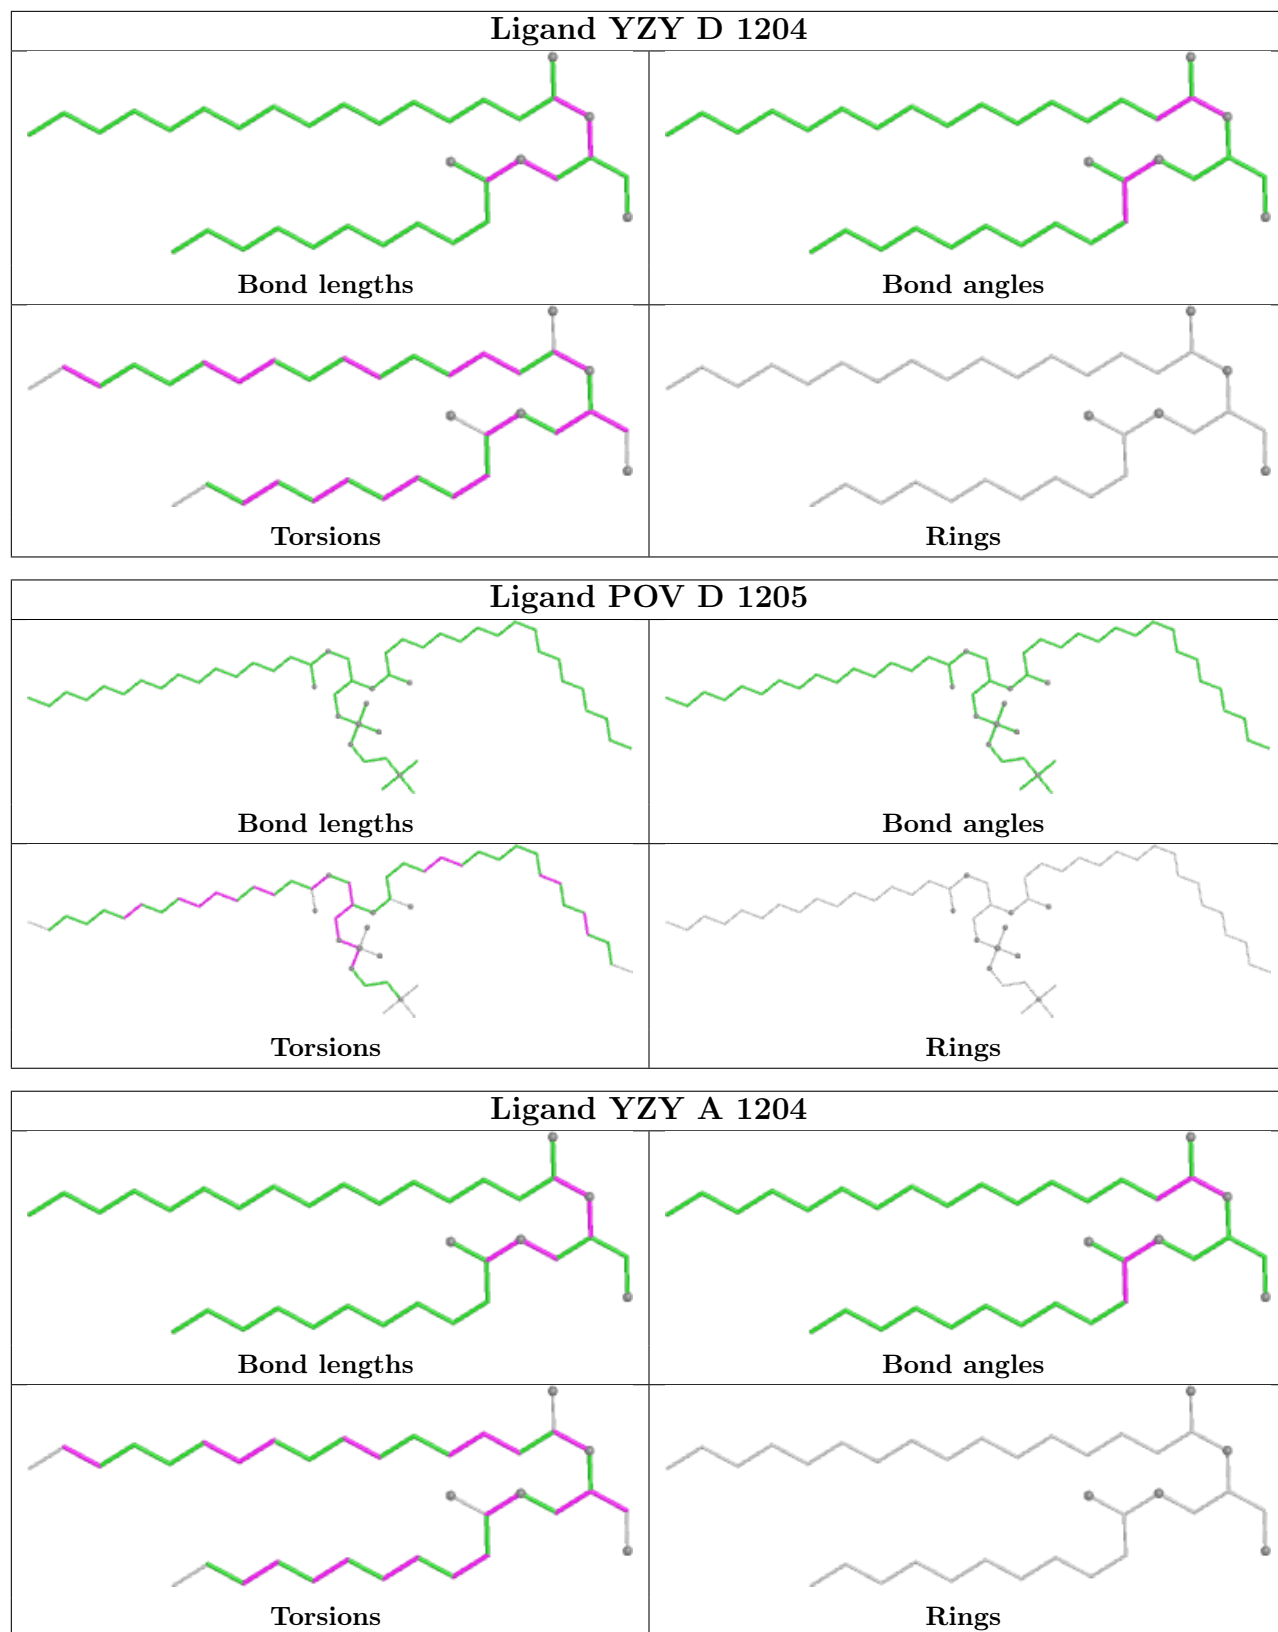 Ligand YZY D 1204
Bond lengths
Bond angles
Torsions
Rings
Ligand POV D 1205
Bond lengths
Bond angles
Torsions
Rings
Ligand YZY A 1204
Bond lengths
Bond angles
Torsions
Rings